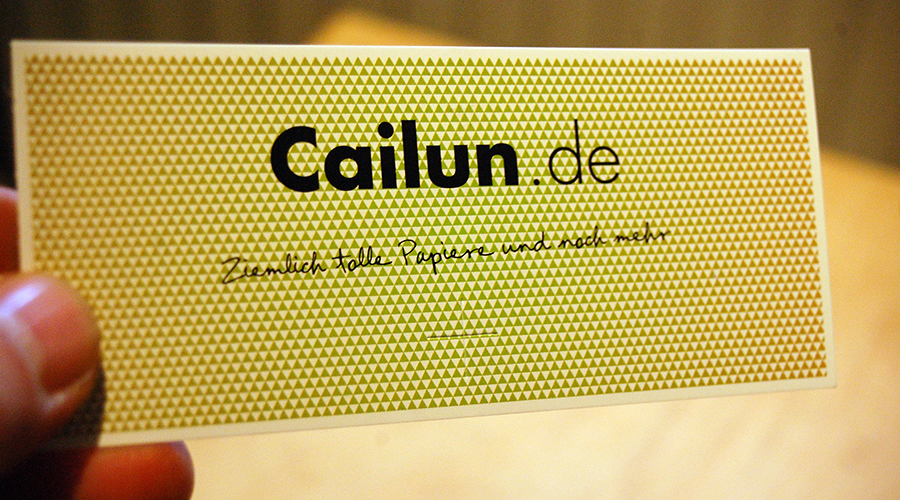 Cailun.de
Ziemlich tolle Papiere und noch mehr